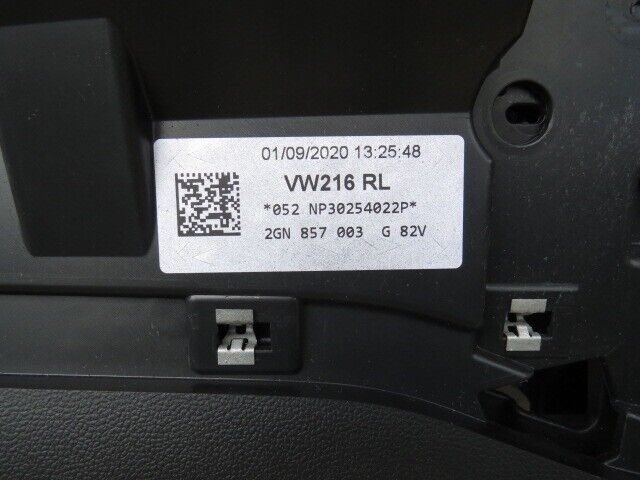 01/09/2020 13:25:48
VW216 RL
*052 NP30254022P*
2GN 857 003 G 82V